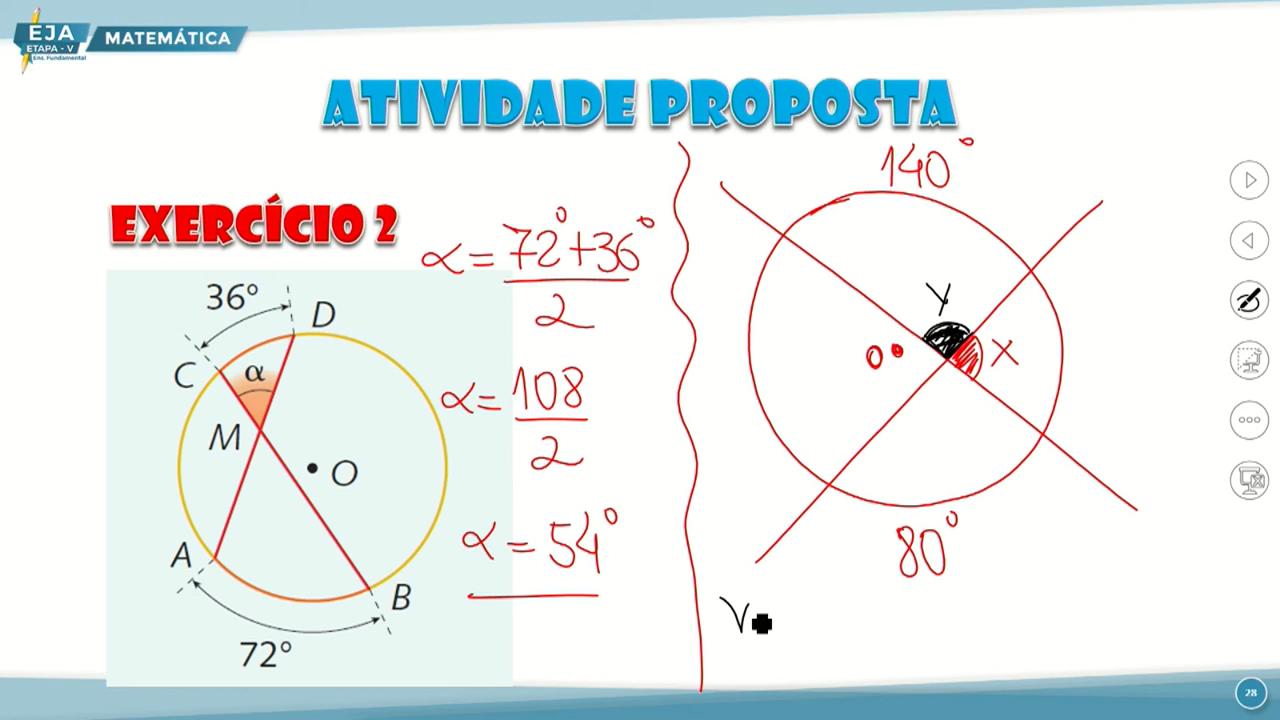 EJA
ETAPA - V
Ens. Fundamental
MATEMÁTICA
ATIVIDADE PROPOSTA
EXERCÍCIO 2
36°
D
C
α
M
O
A
B
72°
α = 72° + 36°
2
α = 108
2
α = 54°
140°
Y
O
X
80°
Y
28